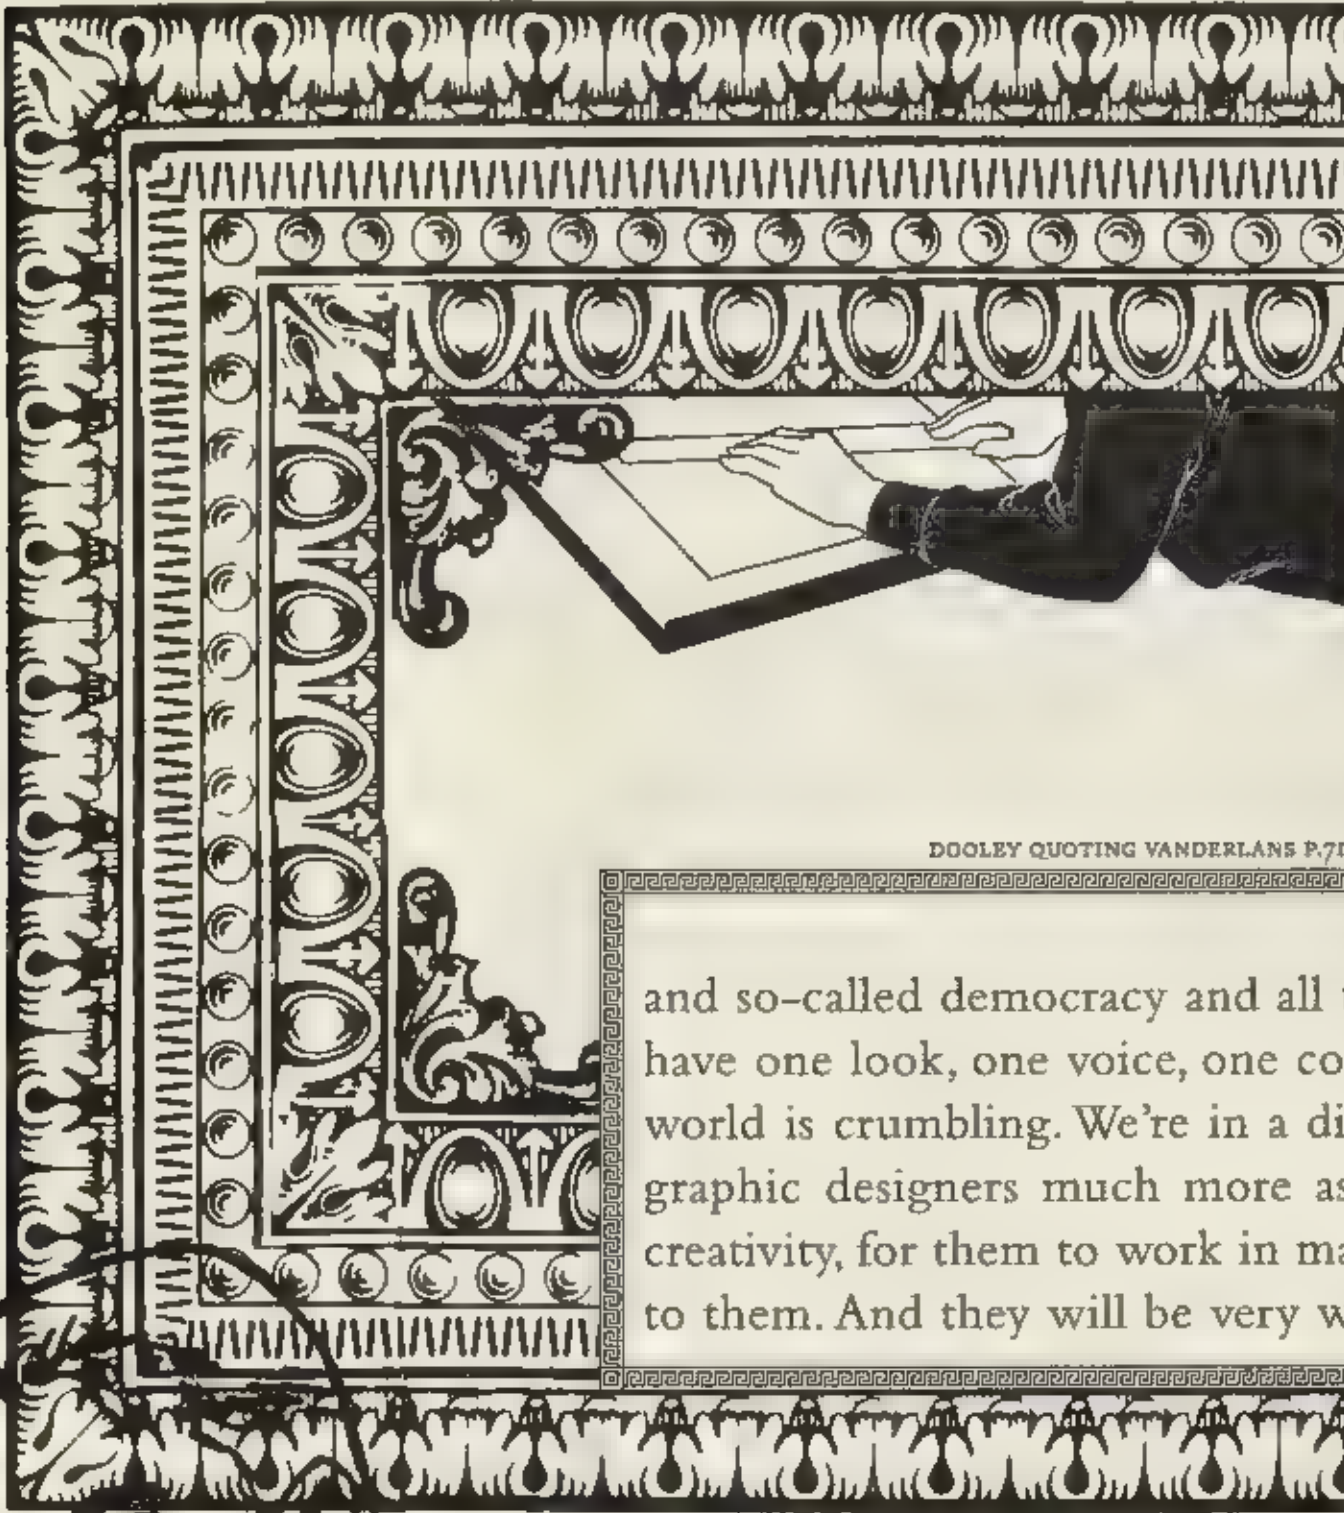 DOOLEY QUOTING VANDERLANS P.71
and so-called democracy and all
have one look, one voice, one co
world is crumbling. We're in a di
graphic designers much more as
creativity, for them to work in ma
to them. And they will be very w